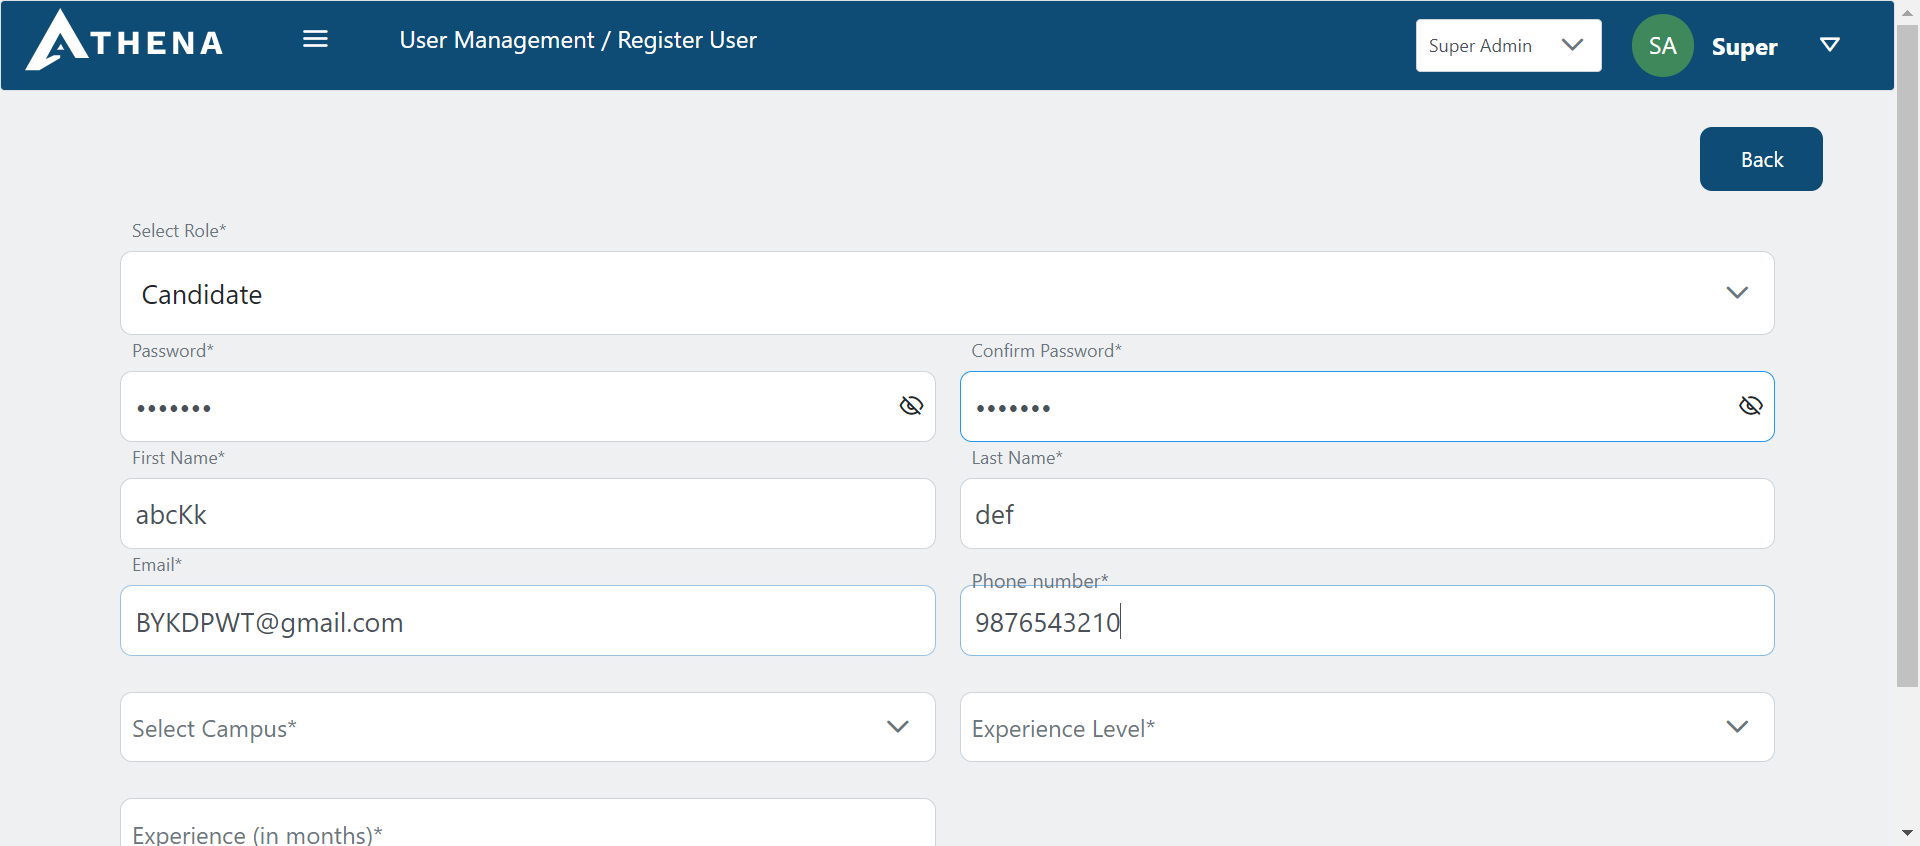 ATHENA
User Management / Register User
Super Admin
SA
Super
Back
Select Role*
Candidate
Password*
Confirm Password*
•••••••
•••••••
First Name*
Last Name*
abcKk
def
Email*
Phone number*
BYKDPWT@gmail.com
9876543210
Select Campus*
Experience Level*
Experience (in months)*